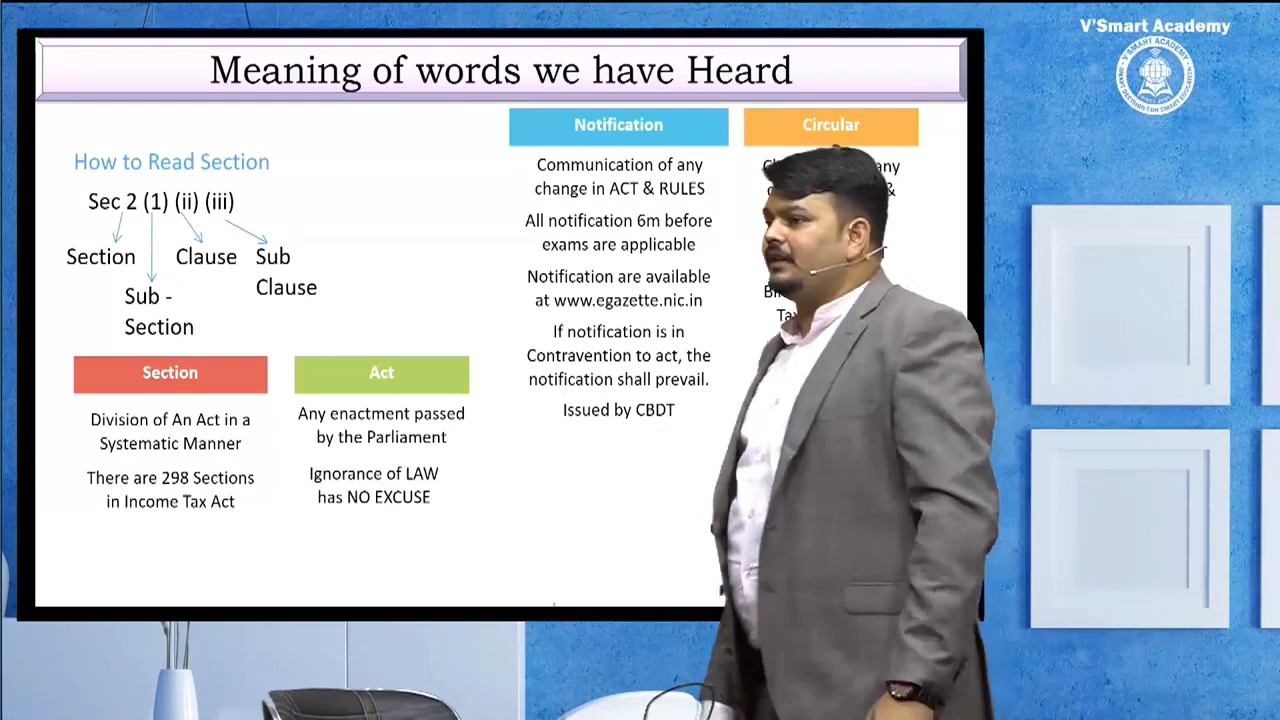 V'Smart Academy
Meaning of words we have Heard
How to Read Section
Sec 2 (1) (ii) (iii)
Section
Clause
Sub
Clause
Sub -
Section
Section
Division of An Act in a
Systematic Manner
There are 298 Sections
in Income Tax Act
Act
Any enactment passed
by the Parliament
Ignorance of LAW
has NO EXCUSE
Notification
Communication of any
change in ACT & RULES
All notification 6m before
exams are applicable
Notification are available
at www.egazette.nic.in
If notification is in
Contravention to act, the
notification shall prevail.
Issued by CBDT
Circular
any
&